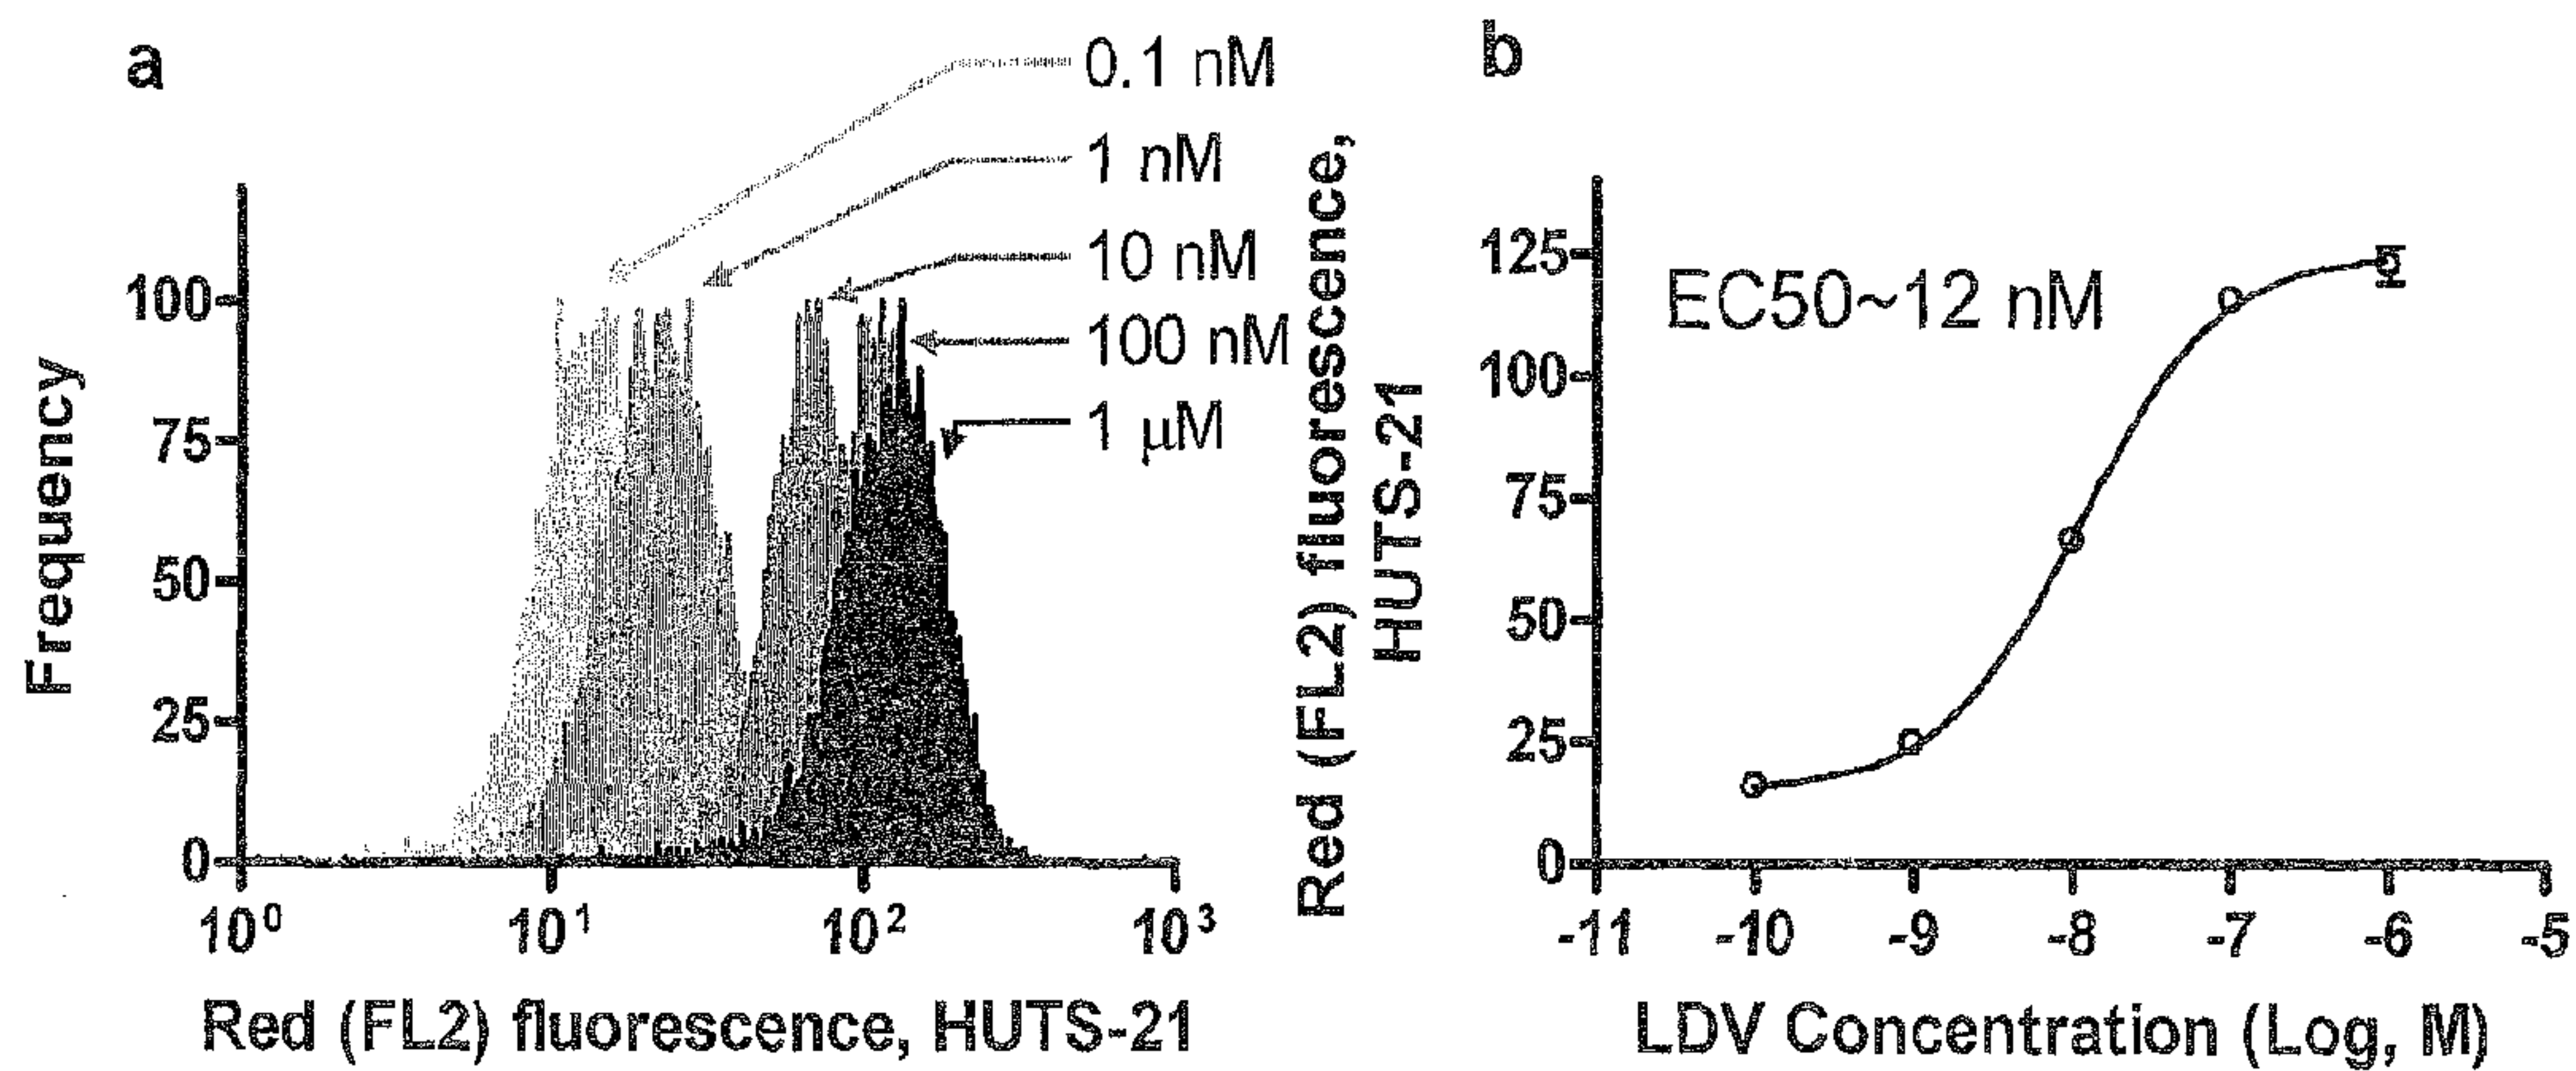 a
0.1 nM
1 nM
10 nM
100 nM
1 μM
Frequency
100
75
50
25
0
10⁰ 10¹ 10² 10³
Red (FL2) fluorescence, HUTS-21
b
Red (FL2) fluorescence,
HUTS-21
EC50~12 nM
125
100
75
50
25
0
-11 -10 -9 -8 -7 -6 -5
LDV Concentration (Log, M)